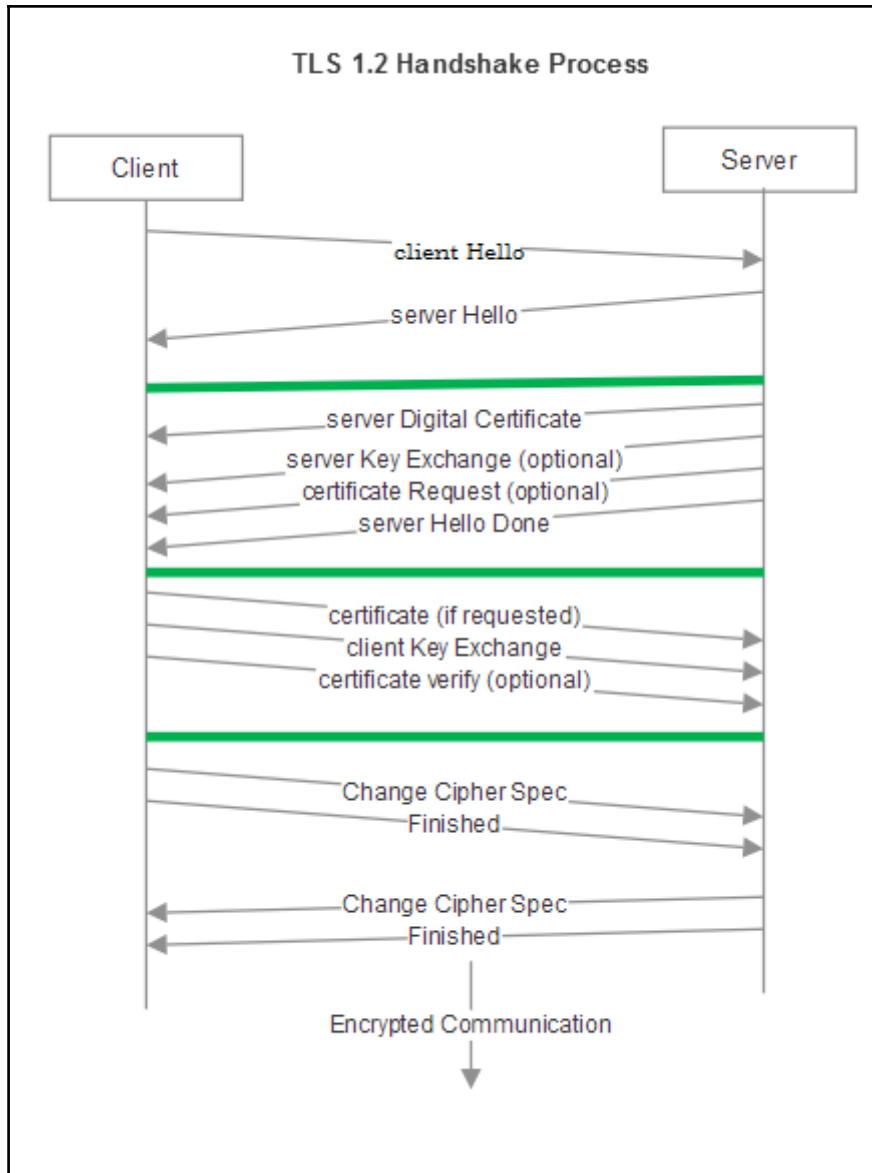 TLS 1.2 Handshake Process
Client
Server
client Hello
server Hello
server Digital Certificate
server Key Exchange (optional)
certificate Request (optional)
server Hello Done
certificate (if requested)
client Key Exchange
certificate verify (optional)
Change Cipher Spec
Finished
Change Cipher Spec
Finished
Encrypted Communication